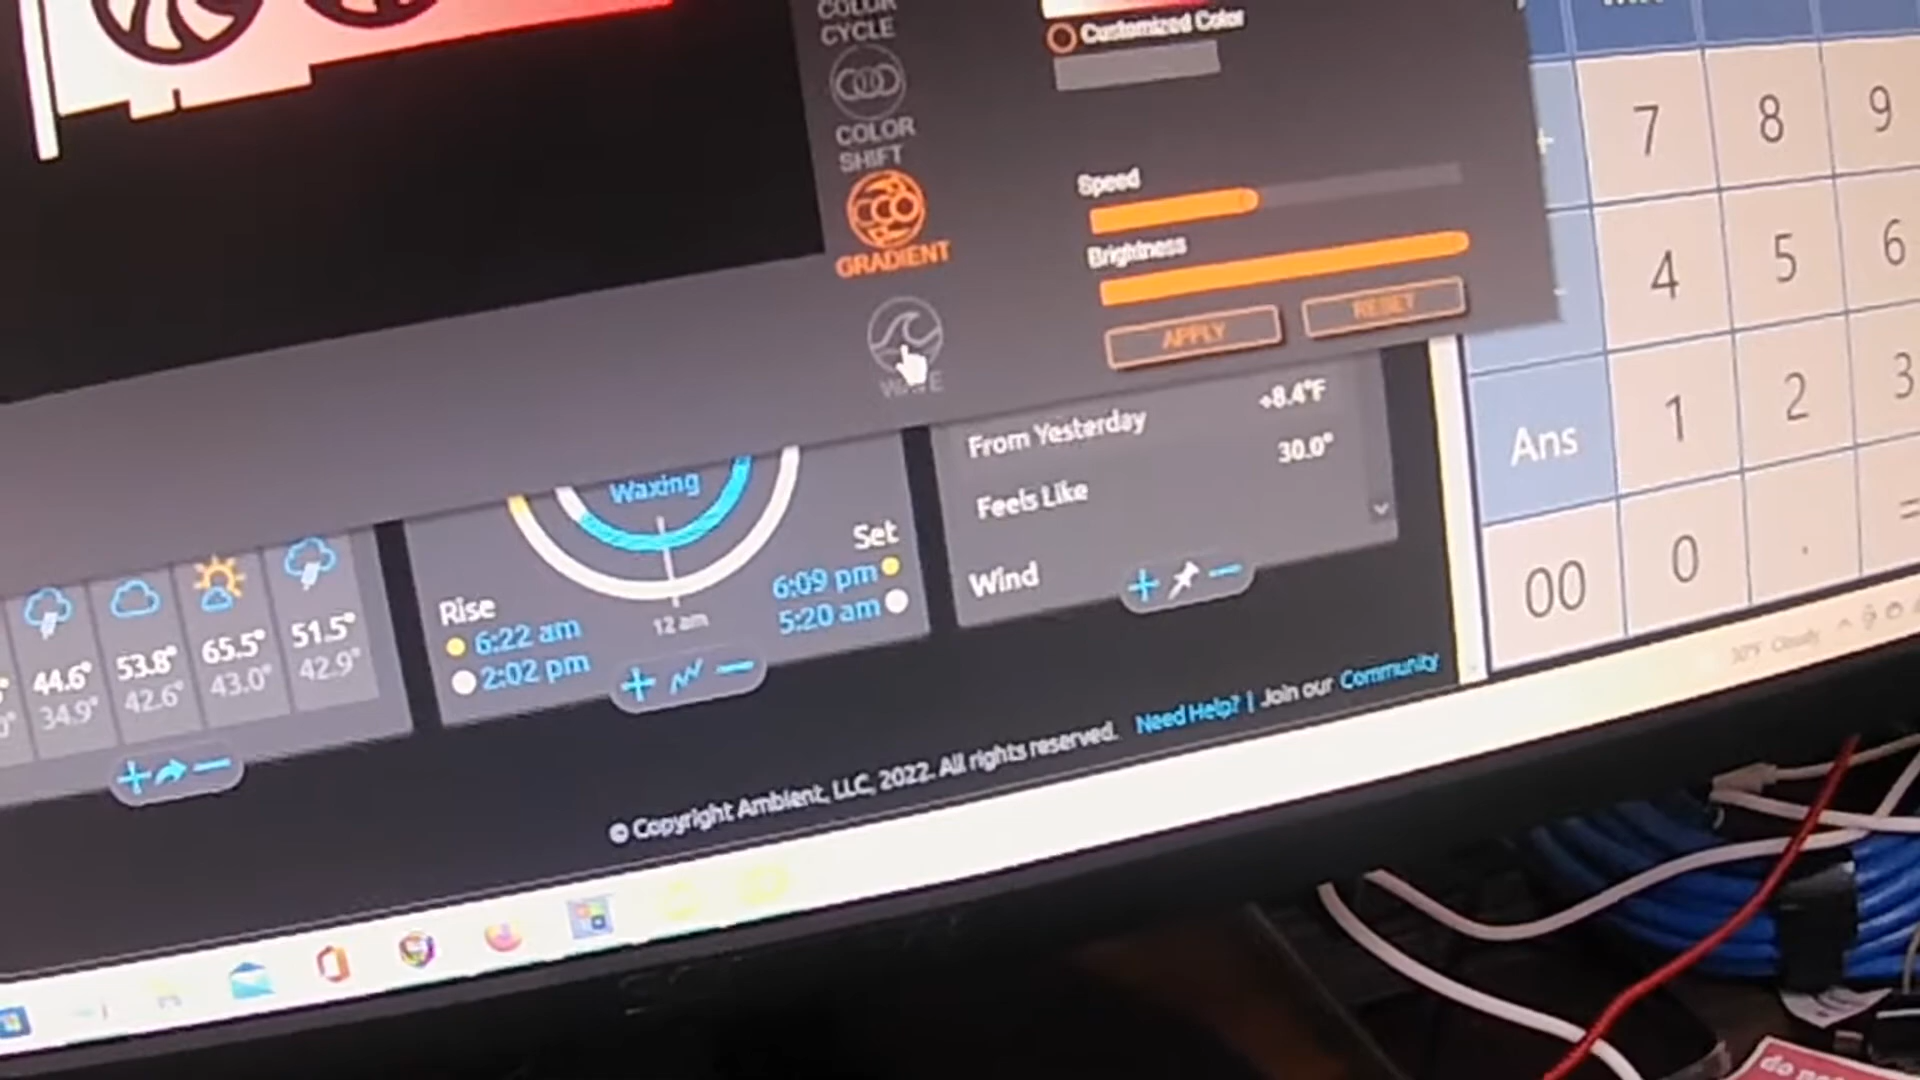 COLOR
CYCLE
COLOR
SHIFT
GRADIENT
WAVE
Customized Color
Speed
Brightness
APPLY
RESET
7 8 9
4 5 6
Ans 1 2 3
00 0 . =
+8.4°F
From Yesterday
30.0°
Feels Like
Wind
Waxing
Set
6:09 pm
5:20 am
12 am
Rise
6:22 am
2:02 pm
44.6° 53.8° 65.5° 51.5°
34.9° 42.6° 43.0° 42.9°
© Copyright Ambient, LLC, 2022. All rights reserved. Need Help? | Join our Community
30°F Cloudy